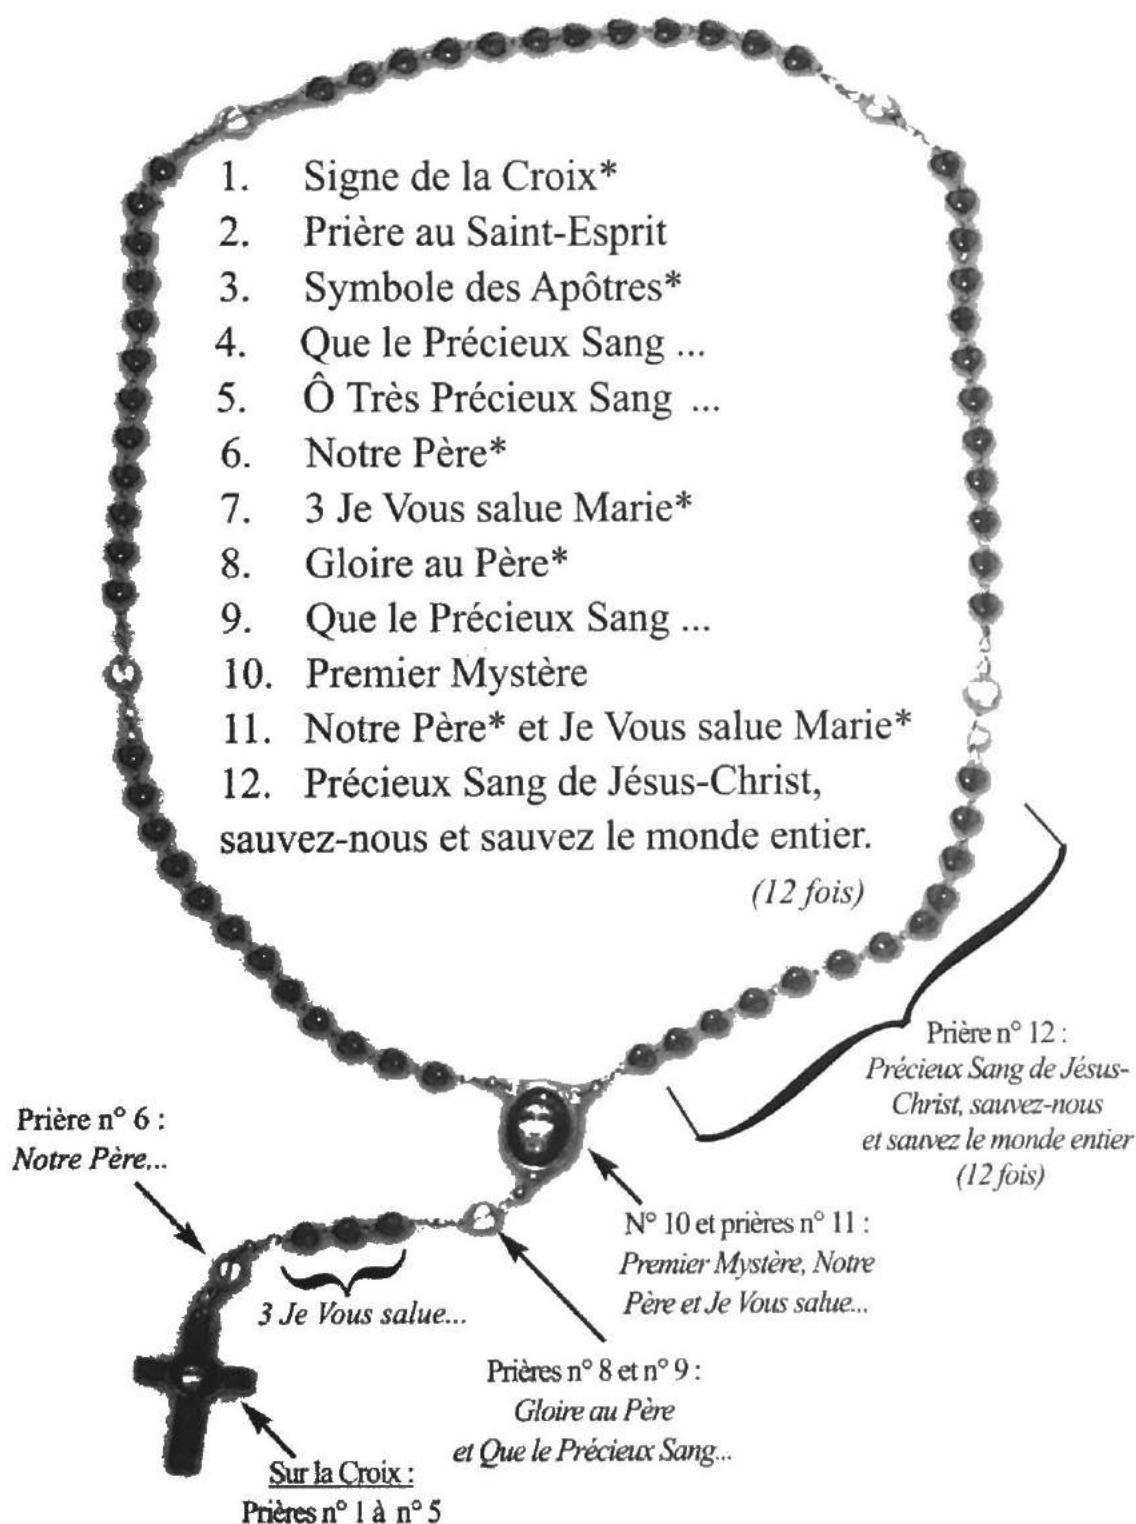 1. Signe de la Croix*
2. Prière au Saint-Esprit
3. Symbole des Apôtres*
4. Que le Précieux Sang ...
5. Ô Très Précieux Sang ...
6. Notre Père*
7. 3 Je Vous salue Marie*
8. Gloire au Père*
9. Que le Précieux Sang ...
10. Premier Mystère
11. Notre Père* et Je Vous salue Marie*
12. Précieux Sang de Jésus-Christ,
sauvez-nous et sauvez le monde entier.
(12 fois)
Prière n° 12 :
Précieux Sang de Jésus-
Christ, sauvez-nous
et sauvez le monde entier
(12 fois)
Prière n° 6 :
Notre Père...
N° 10 et prières n° 11 :
Premier Mystère, Notre
Père et Je Vous salue...
3 Je Vous salue...
Prières n° 8 et n° 9 :
Gloire au Père
et Que le Précieux Sang...
Sur la Croix :
Prières n° 1 à n° 5